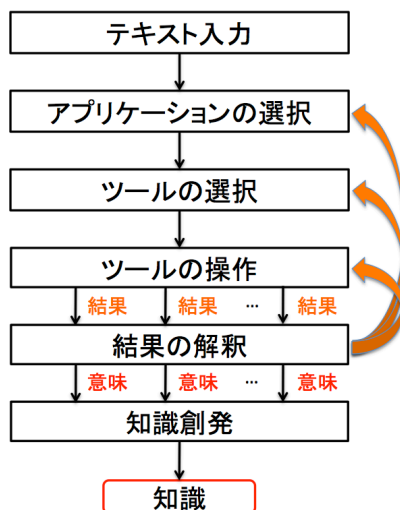 テキスト入力
アプリケーションの選択
ツールの選択
ツールの操作
結果 結果 … 結果
結果の解釈
意味 意味 … 意味
知識創発
知識